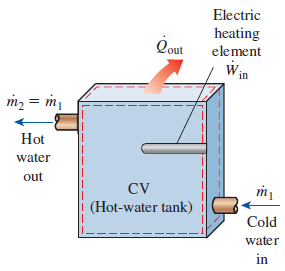 Electric
heating
element
Ẇin
Q̇out
ṁ2 = ṁ1
Hot
water
out
CV
(Hot-water tank)
ṁ1
Cold
water
in